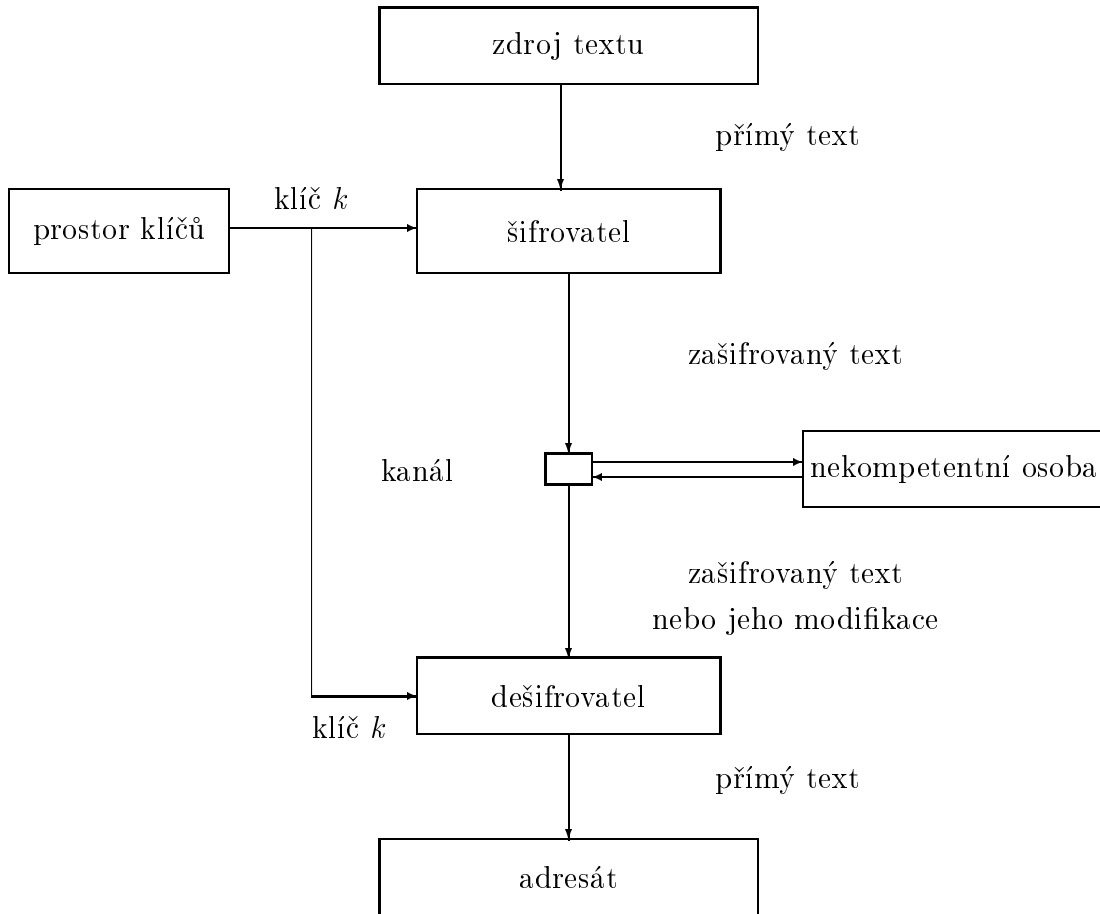 zdroj textu
přímý text
klíč k
prostor klíčů
šifrovatel
zašifrovaný text
kanál
nekompetentní osoba
zašifrovaný text
nebo jeho modifikace
dešifrovatel
klíč k
přímý text
adresát